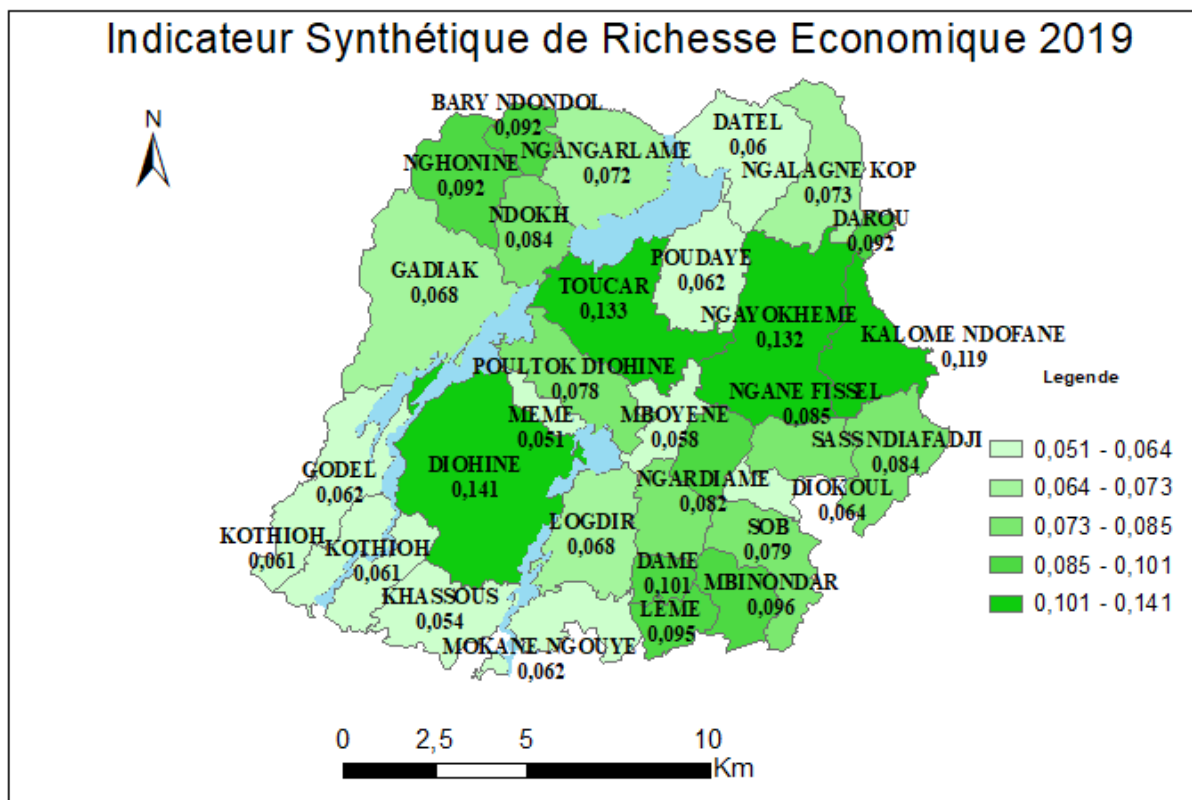 Indicateur Synthétique de Richesse Economique 2019
N
BARY NDONDOL
0,092
DATEL
0,06
NGHONINE
0,092
NGANGARLAME
0,072
NGALAGNE KOP
0,073
NDOKH
0,084
DAROU
0,092
GADIAK
0,068
POUDAYE
0,062
TOUCAR
0,133
NGAYOKHEME
0,132
KALOME NDOFANE
0,119
POULTOK DIOHINE
0,078
NGANE FISSEL
0,085
MEME
0,051
MBOYENE
0,058
SASS NDIAFADJI
0,084
GODEL
0,062
DIOHINE
0,141
NGARDIAME
0,082
DIOKOUL
0,064
KOTHIOH
0,061
KOTHIOH
0,061
LOGDIR
0,068
SOB
0,079
KHASSOUS
0,054
DAME
0,101
MBINONDAR
0,096
LEME
0,095
MOKANE NGOUYE
0,062
Legende
0,051 - 0,064
0,064 - 0,073
0,073 - 0,085
0,085 - 0,101
0,101 - 0,141
0 2,5 5 10
Km